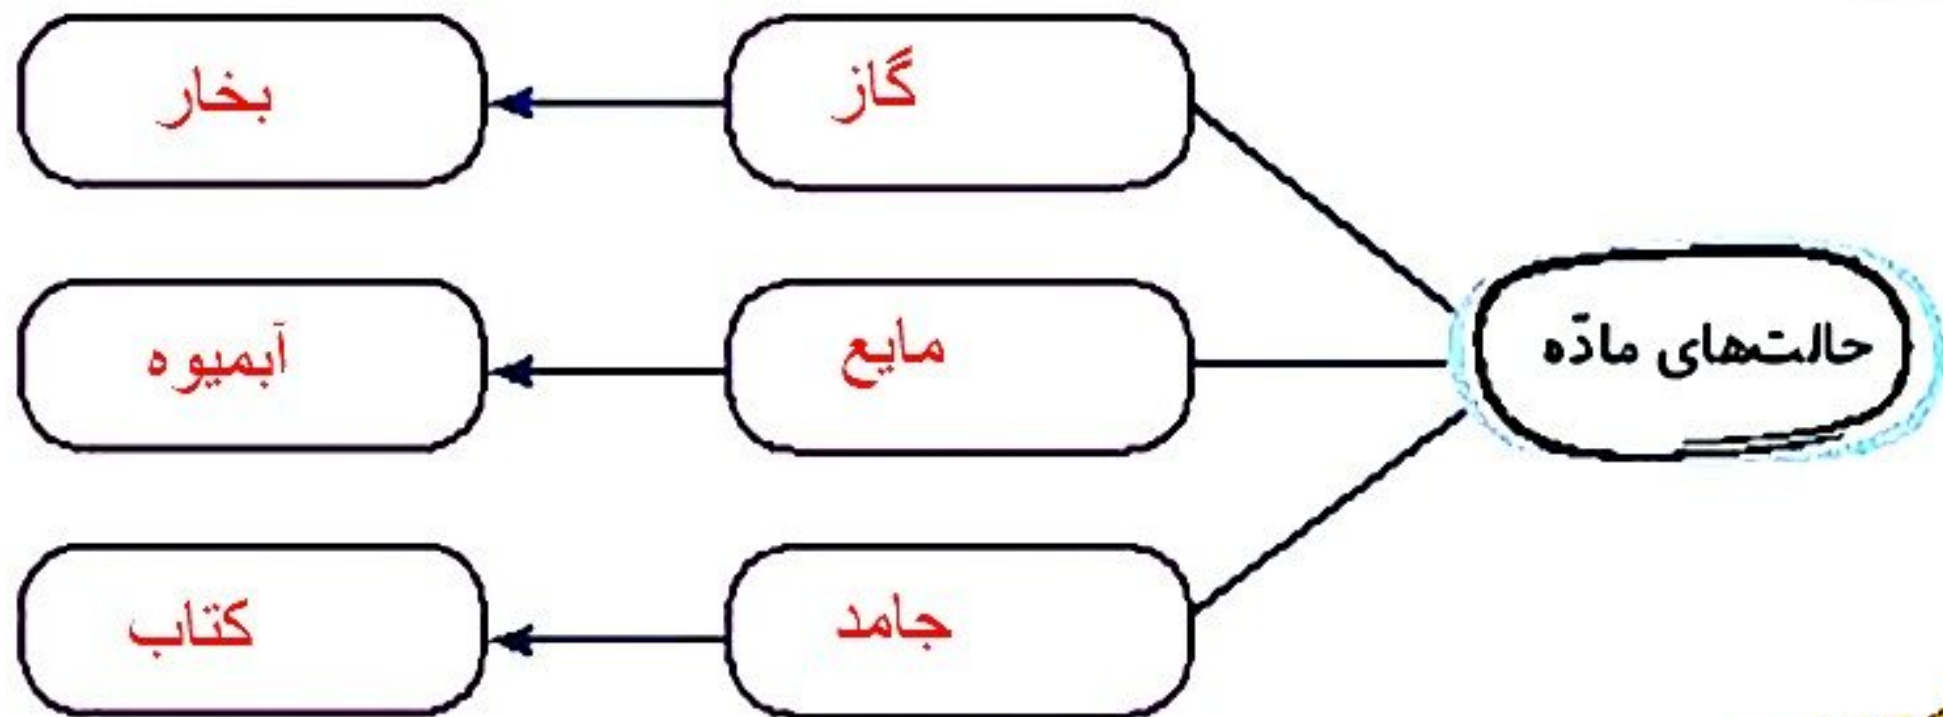 حالت‌های مادّه
گاز
بخار
مایع
آبمیوه
جامد
کتاب